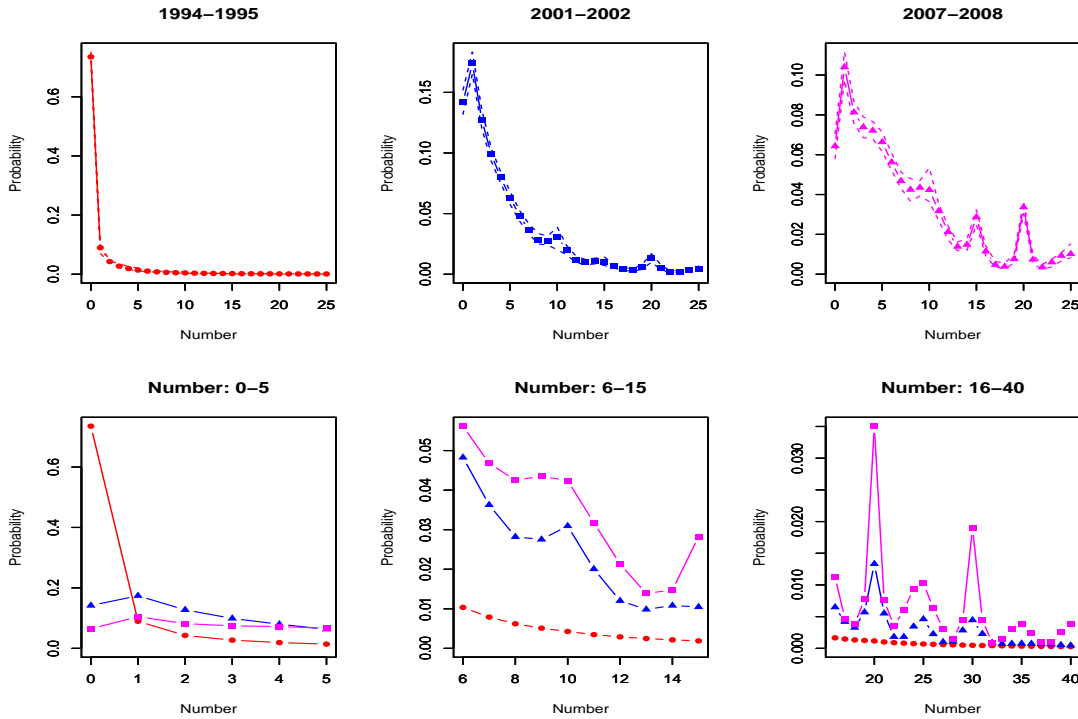 1994–1995
Probability
0.0 0.2 0.4 0.6
0 5 10 15 20 25
Number
2001–2002
Probability
0.00 0.05 0.10 0.15
0 5 10 15 20 25
Number
2007–2008
Probability
0.00 0.02 0.04 0.06 0.08 0.10
0 5 10 15 20 25
Number
Number: 0–5
Probability
0.0 0.2 0.4 0.6
0 1 2 3 4 5
Number
Number: 6–15
Probability
0.00 0.01 0.02 0.03 0.04 0.05
6 8 10 12 14
Number
Number: 16–40
Probability
0.000 0.010 0.020 0.030
20 25 30 35 40
Number